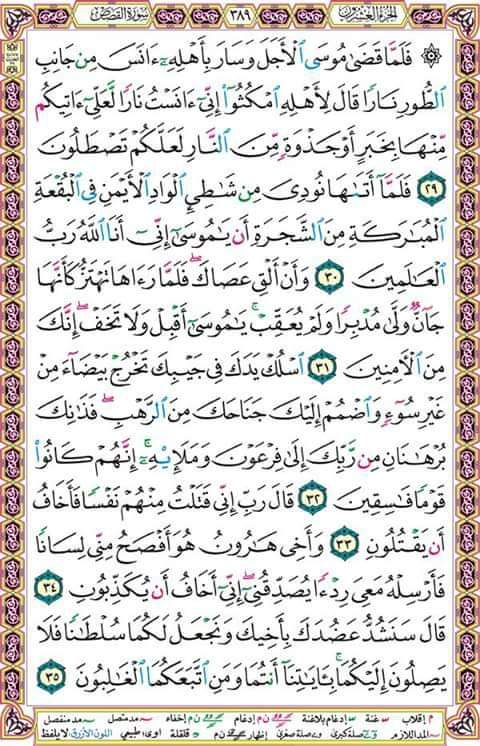 سورة القصص
٣٨٩
الجزء العشرون
۞ فَلَمَّا قَضَىٰ مُوسَى ٱلْأَجَلَ وَسَارَ بِأَهْلِهِۦٓ ءَانَسَ مِن جَانِبِ
ٱلطُّورِ نَارًا قَالَ لِأَهْلِهِ ٱمْكُثُوٓا۟ إِنِّىٓ ءَانَسْتُ نَارًا لَّعَلِّىٓ ءَاتِيكُم
مِّنْهَا بِخَبَرٍ أَوْ جَذْوَةٍ مِّنَ ٱلنَّارِ لَعَلَّكُمْ تَصْطَلُونَ
٢٩ فَلَمَّآ أَتَىٰهَا نُودِىَ مِن شَٰطِئِ ٱلْوَادِ ٱلْأَيْمَنِ فِى ٱلْبُقْعَةِ
ٱلْمُبَٰرَكَةِ مِنَ ٱلشَّجَرَةِ أَن يَٰمُوسَىٰٓ إِنِّىٓ أَنَا ٱللَّهُ رَبُّ
ٱلْعَٰلَمِينَ ٣٠ وَأَنْ أَلْقِ عَصَاكَ ۖ فَلَمَّا رَءَاهَا تَهْتَزُّ كَأَنَّهَا
جَآنٌّ وَلَّىٰ مُدْبِرًا وَلَمْ يُعَقِّبْ ۚ يَٰمُوسَىٰٓ أَقْبِلْ وَلَا تَخَفْ ۖ إِنَّكَ
مِنَ ٱلْءَامِنِينَ ٣١ ٱسْلُكْ يَدَكَ فِى جَيْبِكَ تَخْرُجْ بَيْضَآءَ مِنْ
غَيْرِ سُوٓءٍ وَٱضْمُمْ إِلَيْكَ جَنَاحَكَ مِنَ ٱلرَّهْبِ ۖ فَذَٰنِكَ
بُرْهَٰنَانِ مِن رَّبِّكَ إِلَىٰ فِرْعَوْنَ وَمَلَإِي۟هِۦٓ ۚ إِنَّهُمْ كَانُوا۟
قَوْمًا فَٰسِقِينَ ٣٢ قَالَ رَبِّ إِنِّى قَتَلْتُ مِنْهُمْ نَفْسًا فَأَخَافُ
أَن يَقْتُلُونِ ٣٣ وَأَخِى هَٰرُونُ هُوَ أَفْصَحُ مِنِّى لِسَانًا
فَأَرْسِلْهُ مَعِىَ رِدْءًا يُصَدِّقُنِىٓ ۖ إِنِّىٓ أَخَافُ أَن يُكَذِّبُونِ ٣٤
قَالَ سَنَشُدُّ عَضُدَكَ بِأَخِيكَ وَنَجْعَلُ لَكُمَا سُلْطَٰنًا فَلَا
يَصِلُونَ إِلَيْكُمَا ۚ بِـَٔايَٰتِنَآ أَنتُمَا وَمَنِ ٱتَّبَعَكُمَا ٱلْغَٰلِبُونَ ٣٥
م إقلاب غنة إدغام بلاغنة ن م إدغام ن م إخفاء مد متصل مد منفصل
المد اللازم صلة كبرى صلة صغرى إظهار ن م قلقلة ا و ى: طبيعي اللون الأزرق لا يلفظ